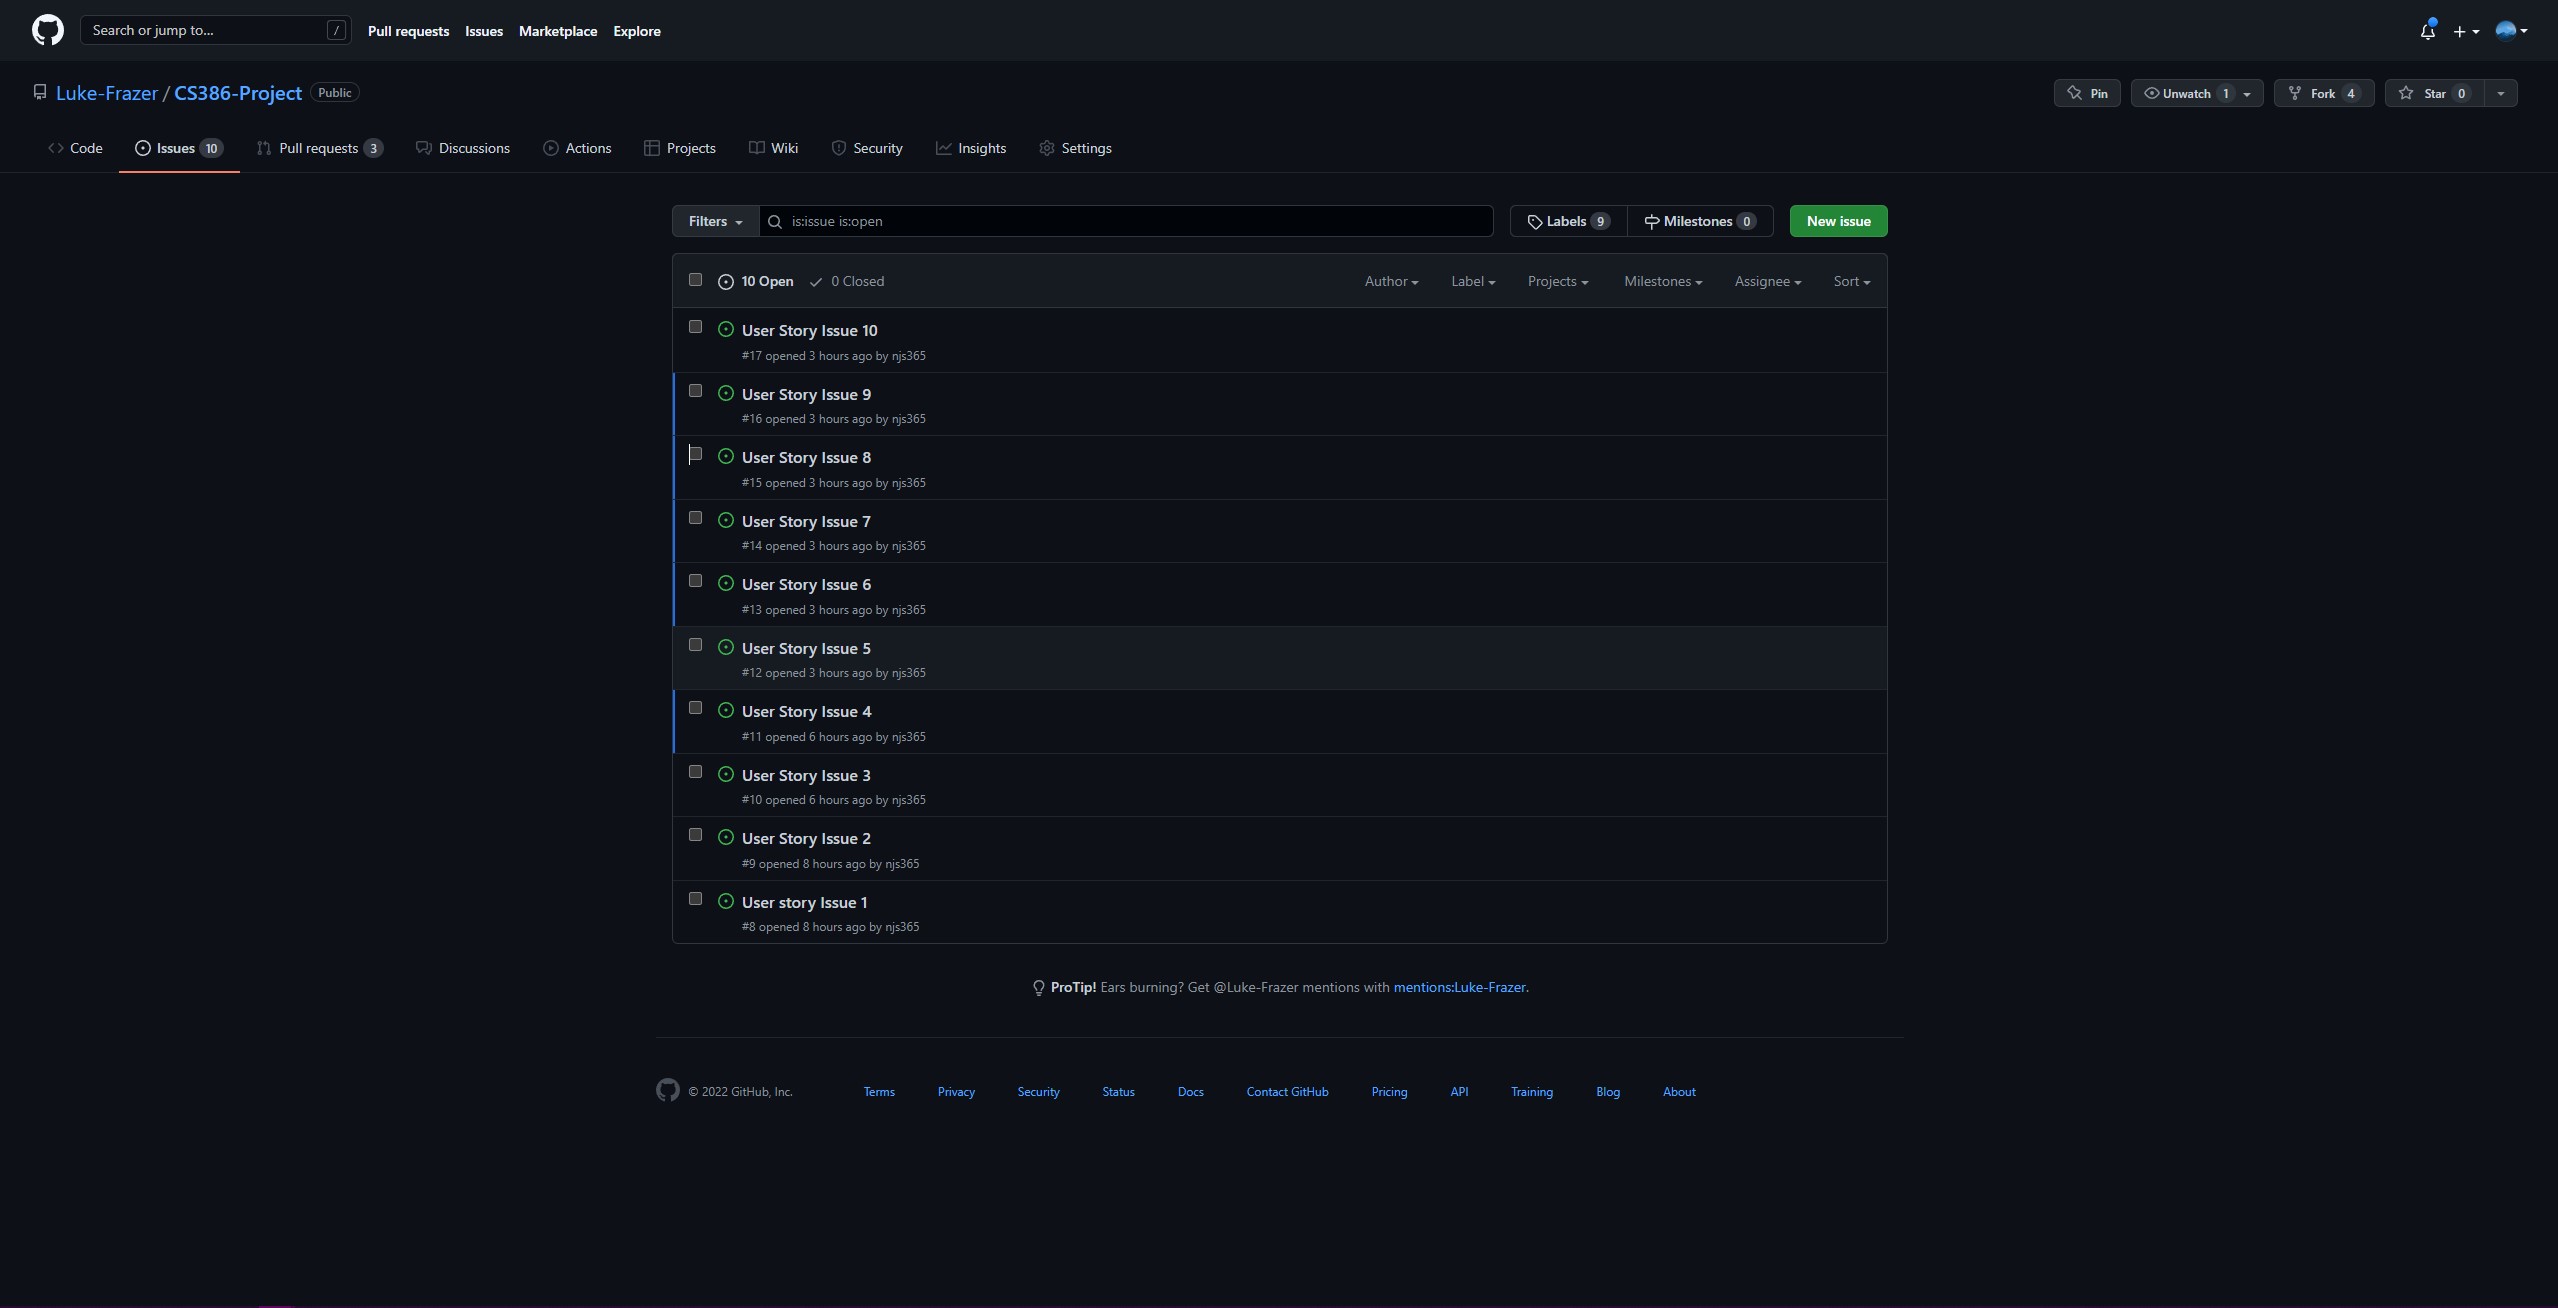 Search or jump to... / Pull requests Issues Marketplace Explore
Luke-Frazer / CS386-Project Public Pin Unwatch 1 Fork 4 Star 0
Code Issues 10 Pull requests 3 Discussions Actions Projects Wiki Security Insights Settings
Filters is:issue is:open Labels 9 Milestones 0 New issue
10 Open 0 Closed Author Label Projects Milestones Assignee Sort
User Story Issue 10
#17 opened 3 hours ago by njs365
User Story Issue 9
#16 opened 3 hours ago by njs365
User Story Issue 8
#15 opened 3 hours ago by njs365
User Story Issue 7
#14 opened 3 hours ago by njs365
User Story Issue 6
#13 opened 3 hours ago by njs365
User Story Issue 5
#12 opened 3 hours ago by njs365
User Story Issue 4
#11 opened 6 hours ago by njs365
User Story Issue 3
#10 opened 6 hours ago by njs365
User Story Issue 2
#9 opened 8 hours ago by njs365
User story Issue 1
#8 opened 8 hours ago by njs365
ProTip! Ears burning? Get @Luke-Frazer mentions with mentions:Luke-Frazer.
© 2022 GitHub, Inc. Terms Privacy Security Status Docs Contact GitHub Pricing API Training Blog About